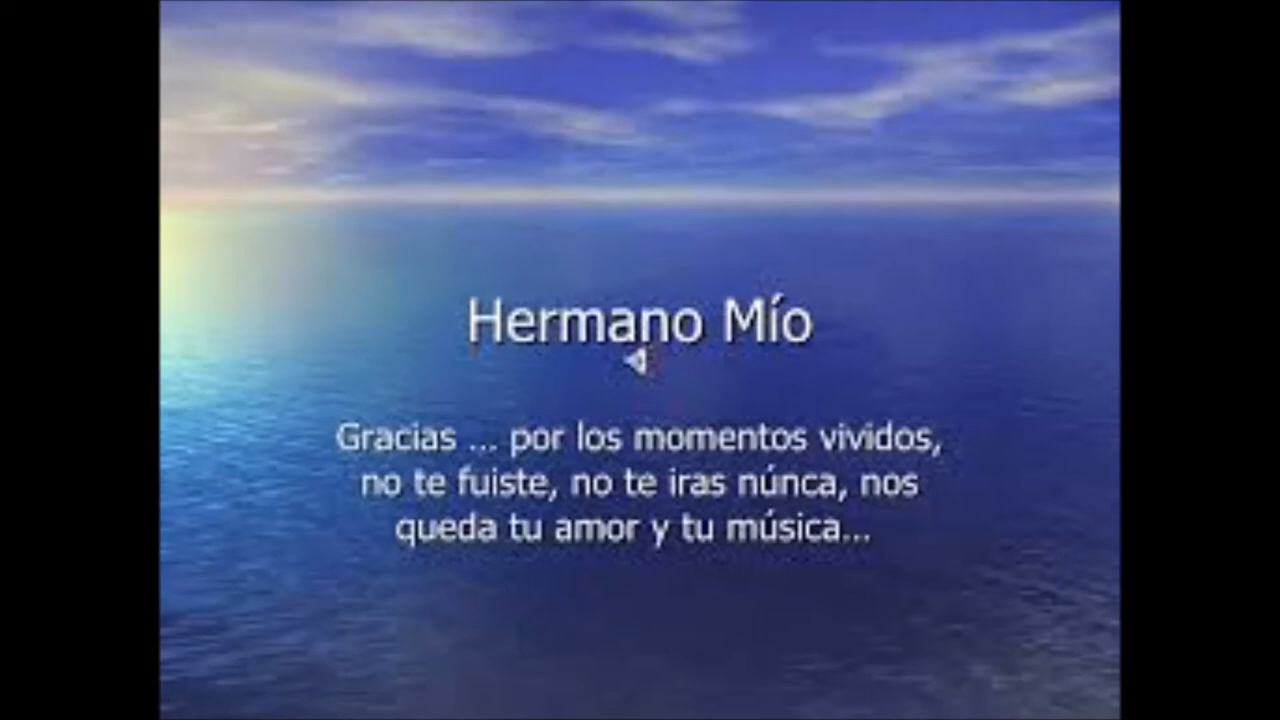 Hermano Mío
Gracias ... por los momentos vividos,
no te fuiste, no te iras núnca, nos
queda tu amor y tu música...